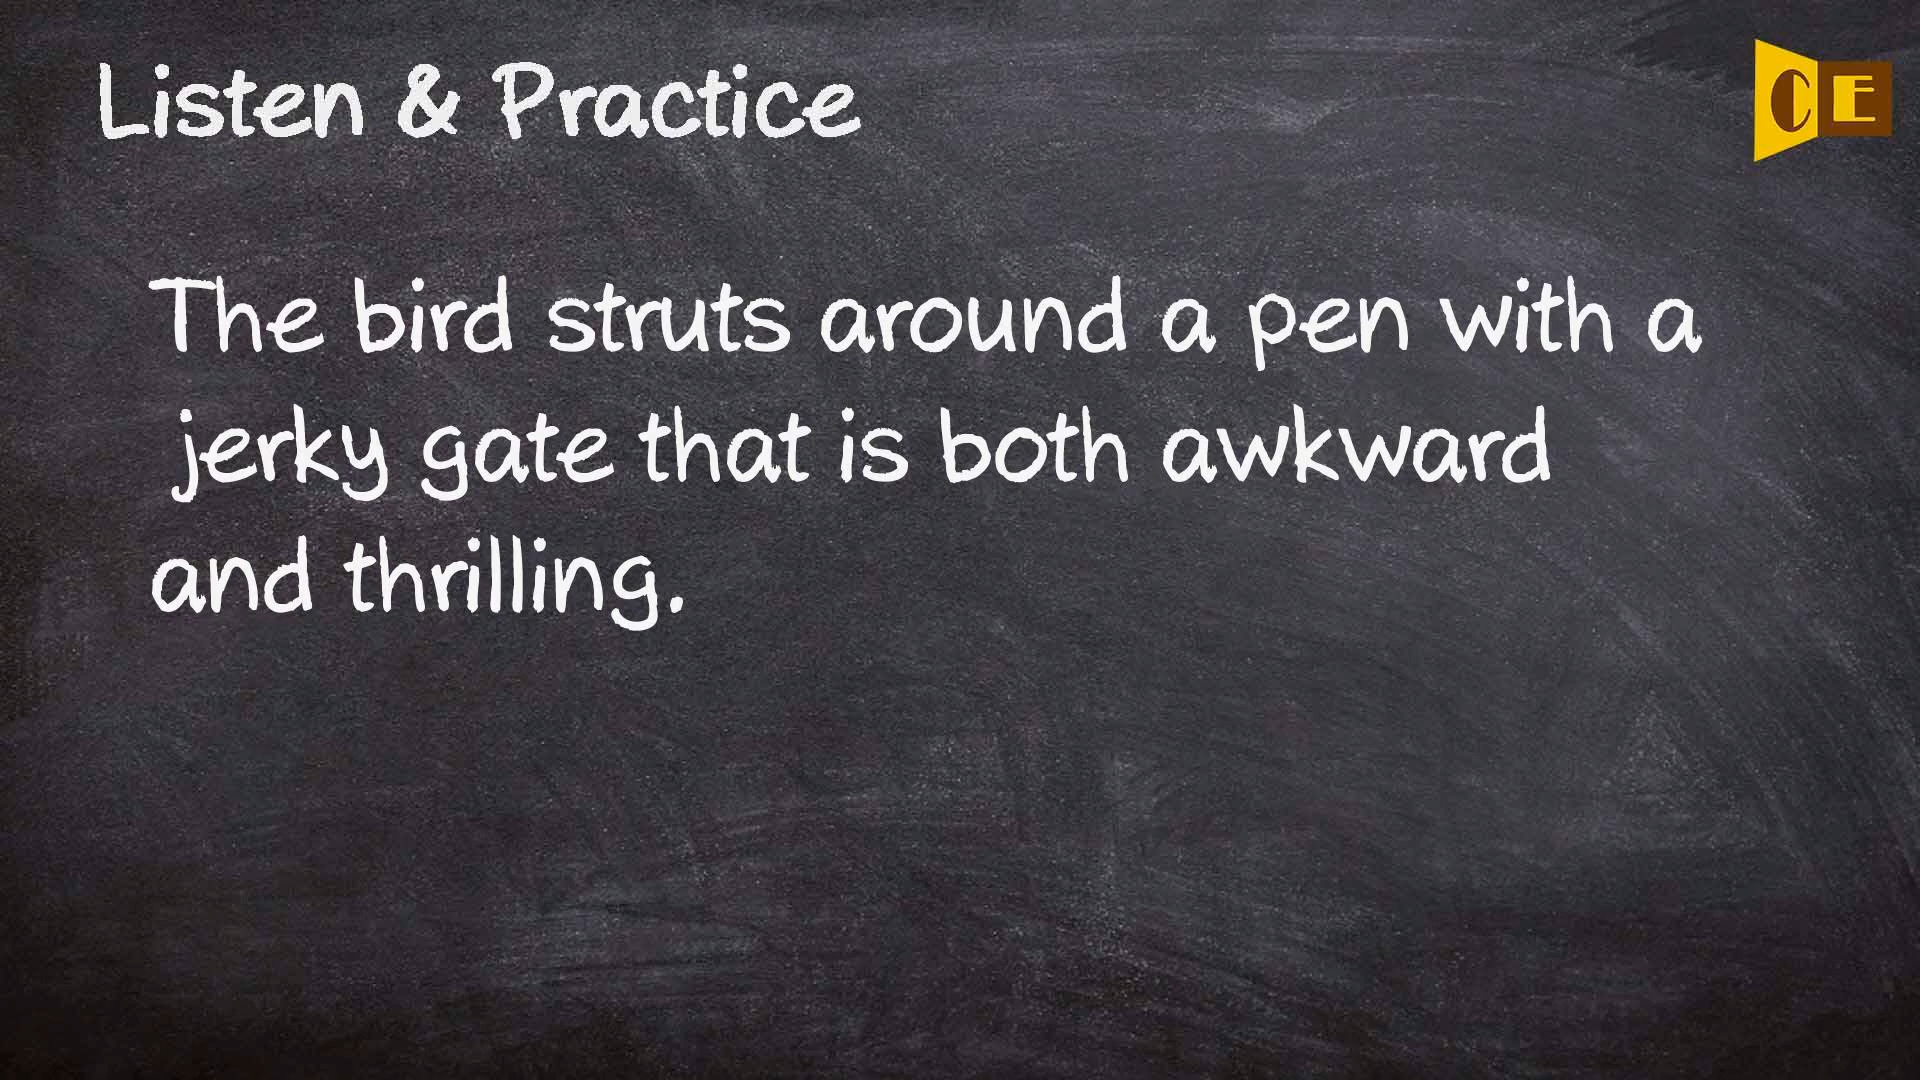 Listen & Practice
CE
The bird struts around a pen with a
jerky gate that is both awkward
and thrilling.